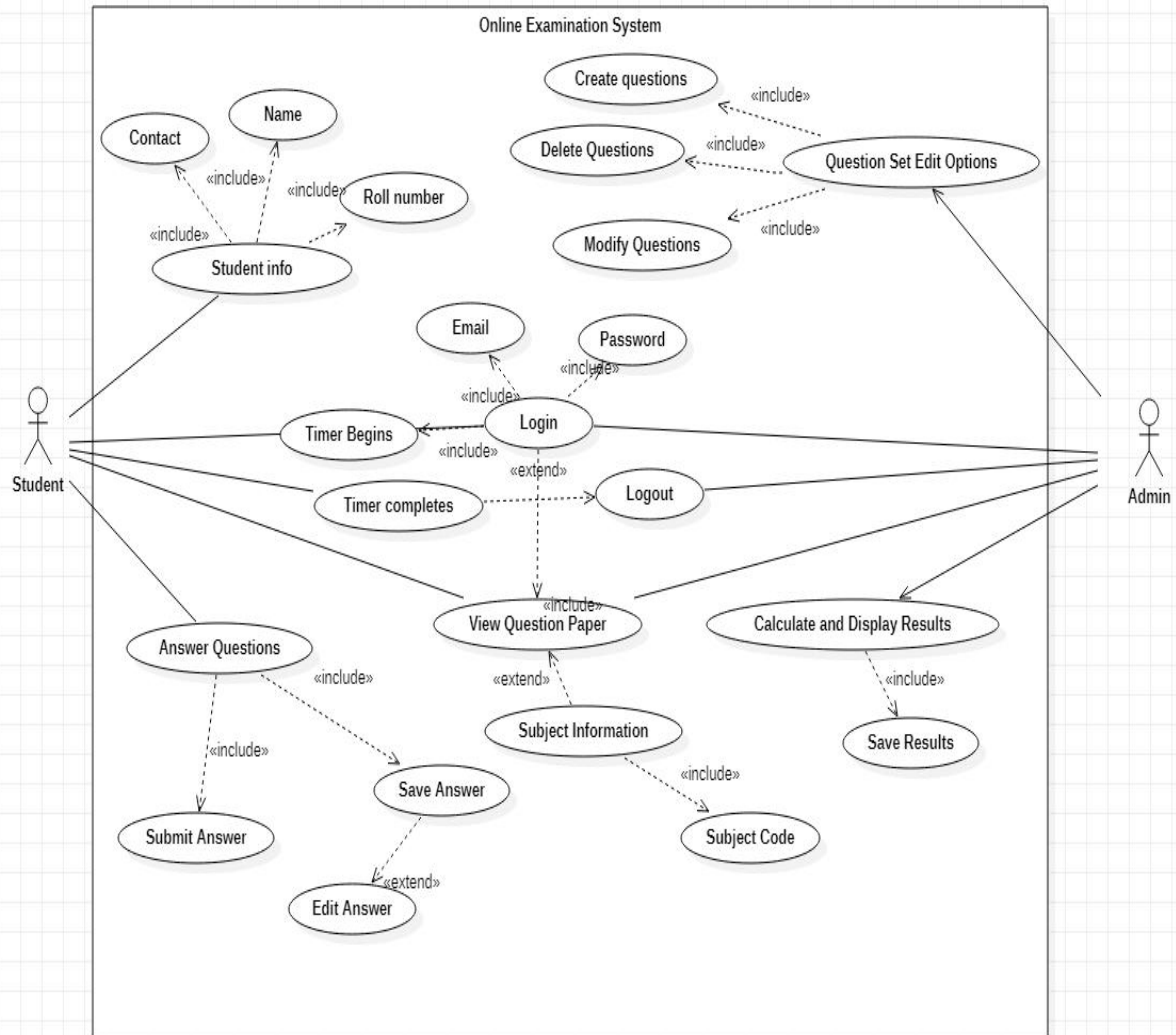 Online Examination System
Create questions
«include»
Name
Contact
«include»
Delete Questions
«include»
Question Set Edit Options
«include»
Roll number
«include»
«include»
Modify Questions
Student info
Email
Password
«include»
«include»
Login
Timer Begins
«include»
«extend»
Student
Admin
Timer completes
Logout
«include»
View Question Paper
Calculate and Display Results
Answer Questions
«include»
«extend»
«include»
Subject Information
Save Results
«include»
«include»
Save Answer
Submit Answer
Subject Code
«extend»
Edit Answer